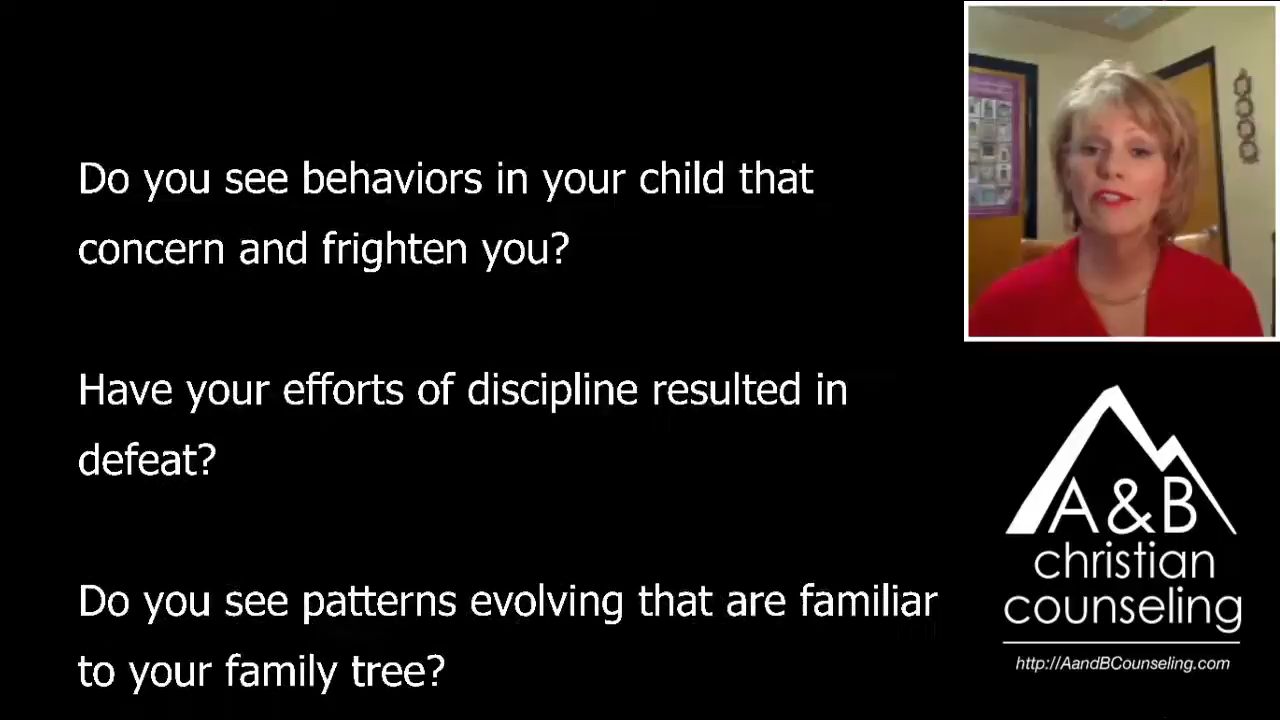 Do you see behaviors in your child that
concern and frighten you?
Have your efforts of discipline resulted in
defeat?
Do you see patterns evolving that are familiar
to your family tree?
A&B
christian
counseling
http://AandBCounseling.com